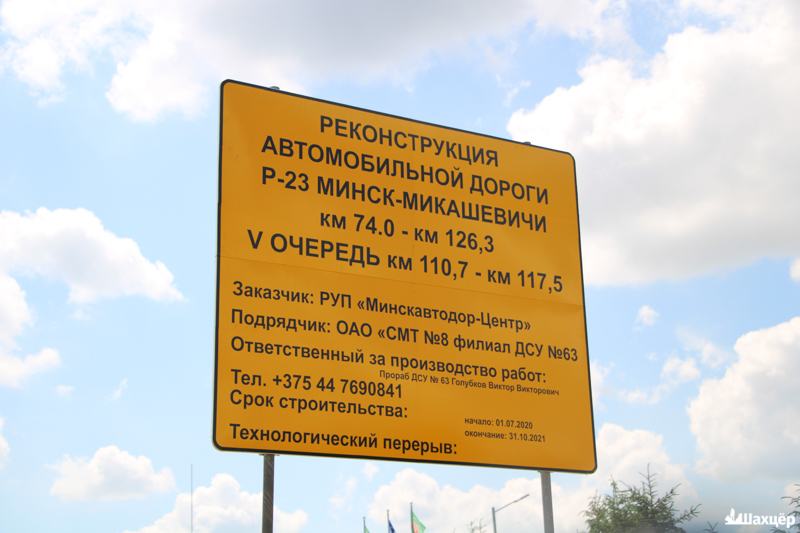 РЕКОНСТРУКЦИЯ
АВТОМОБИЛЬНОЙ ДОРОГИ
Р-23 МИНСК-МИКАШЕВИЧИ
км 74.0 - км 126,3
V ОЧЕРЕДЬ км 110,7 - км 117,5
Заказчик: РУП «Минскавтодор-Центр»
Подрядчик: ОАО «СМТ №8 филиал ДСУ №63
Ответственный за производство работ:
Прораб ДСУ № 63 Голубков Виктор Викторович
Тел. +375 44 7690841
Срок строительства:
начало: 01.07.2020
окончание: 31.10.2021
Технологический перерыв:
Шахцёр